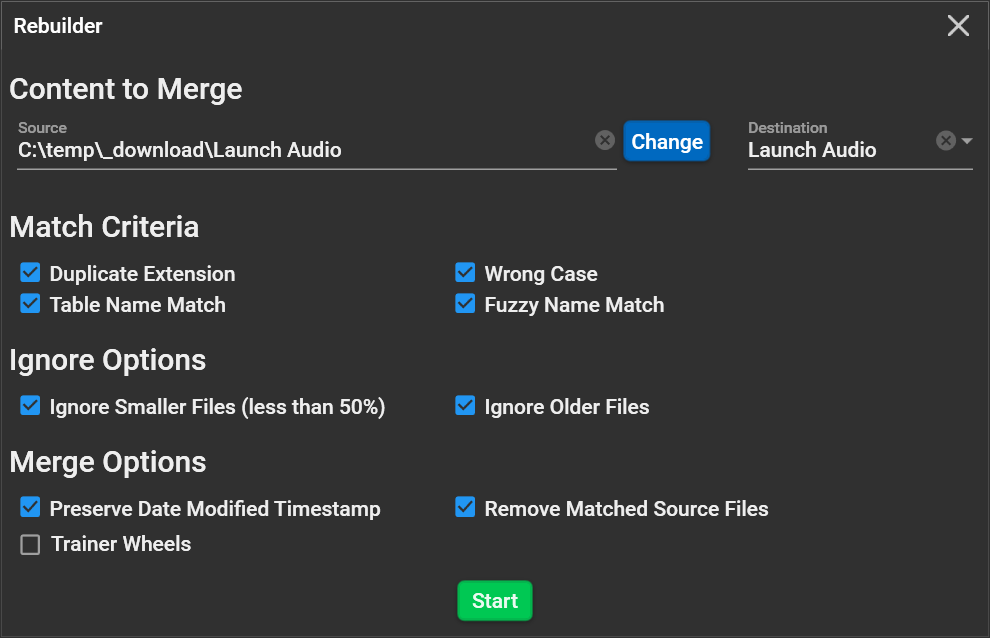 Rebuilder
Content to Merge
Source
C:\temp\_download\Launch Audio
Change
Destination
Launch Audio
Match Criteria
Duplicate Extension
Wrong Case
Table Name Match
Fuzzy Name Match
Ignore Options
Ignore Smaller Files (less than 50%)
Ignore Older Files
Merge Options
Preserve Date Modified Timestamp
Remove Matched Source Files
Trainer Wheels
Start